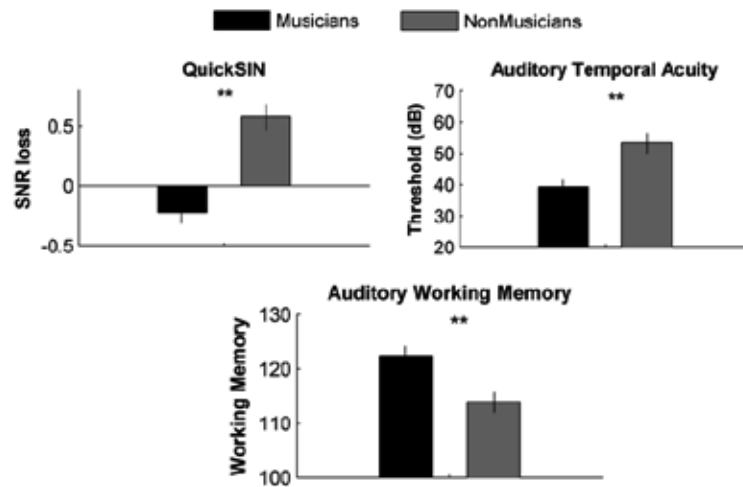 Musicians NonMusicians
QuickSIN
**
SNR loss
0.5
0
-0.5
Auditory Temporal Acuity
**
Threshold (dB)
70
60
50
40
30
20
Auditory Working Memory
**
Working Memory
130
120
110
100